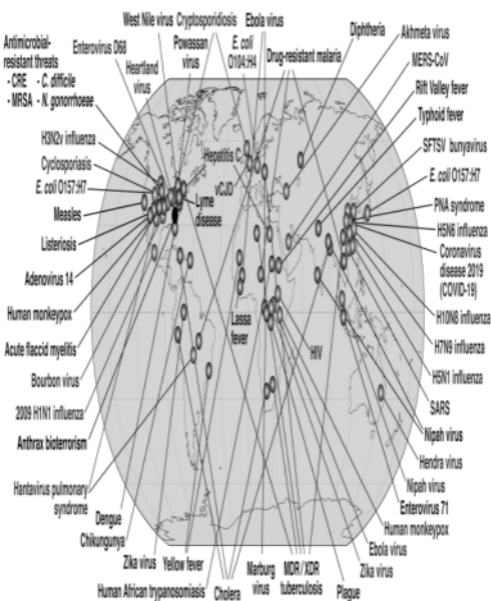 West Nile virus
Cryptosporidiosis
Ebola virus
Antimicrobial-
resistant threats
- CRE - C. difficile
- MRSA - N. gonorrhoeae
Enterovirus D68
Heartland
virus
Powassan
virus
E. coli
O104:H4
Drug-resistant malaria
Diphtheria
Akhmeta virus
MERS-CoV
Rift Valley fever
Typhoid fever
SFTSV bunyavirus
E. coli O157:H7
PNA syndrome
H5N6 influenza
Coronavirus
disease 2019
(COVID-19)
H10N8 influenza
H7N9 influenza
H5N1 influenza
SARS
Nipah virus
Hendra virus
Nipah virus
Enterovirus 71
Human monkeypox
Ebola virus
Zika virus
Plague
H3N2v influenza
Cyclosporiasis
E. coli O157:H7
Measles
Listeriosis
Adenovirus 14
Human monkeypox
Acute flaccid myelitis
Bourbon virus
2009 H1N1 influenza
Anthrax bioterrorism
Hantavirus pulmonary
syndrome
Dengue
Chikungunya
Zika virus
Yellow fever
Human African trypanosomiasis
Cholera
Marburg
virus
MDR/XDR
tuberculosis
Hepatitis C
vCJD
Lyme
disease
Lassa
fever
HIV